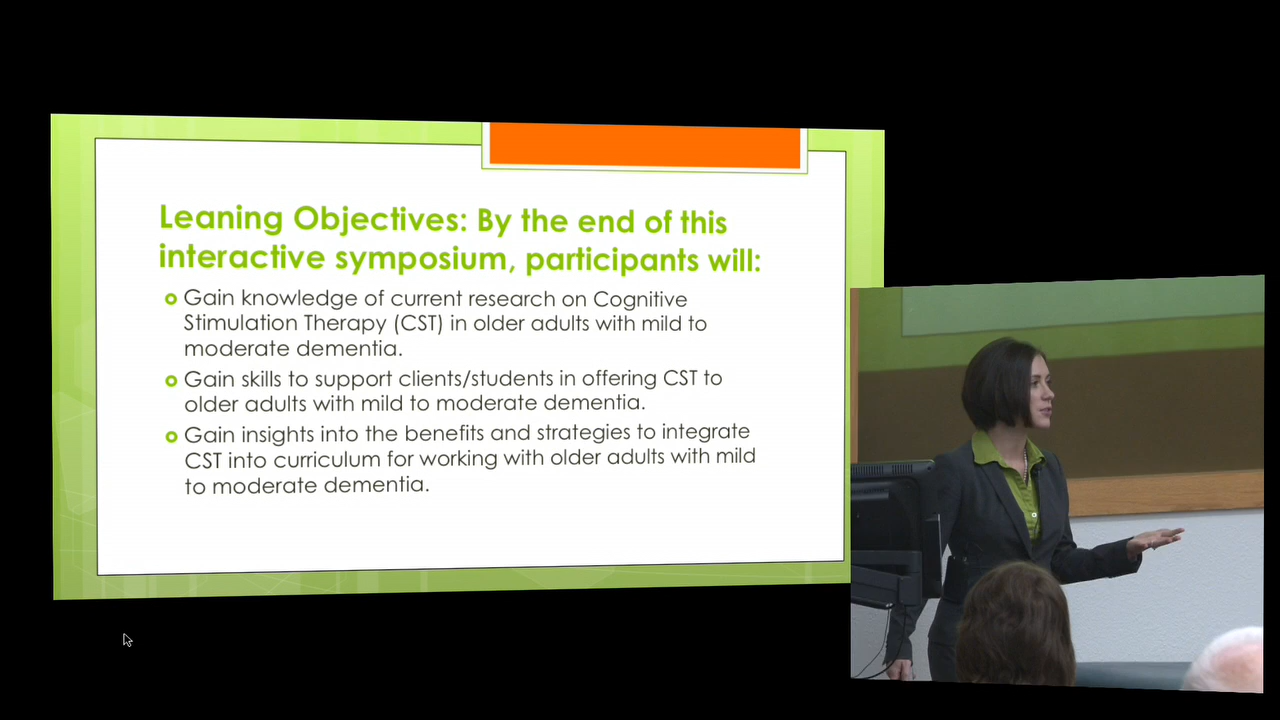 Leaning Objectives: By the end of this
interactive symposium, participants will:
Gain knowledge of current research on Cognitive
Stimulation Therapy (CST) in older adults with mild to
moderate dementia.
Gain skills to support clients/students in offering CST to
older adults with mild to moderate dementia.
Gain insights into the benefits and strategies to integrate
CST into curriculum for working with older adults with mild
to moderate dementia.